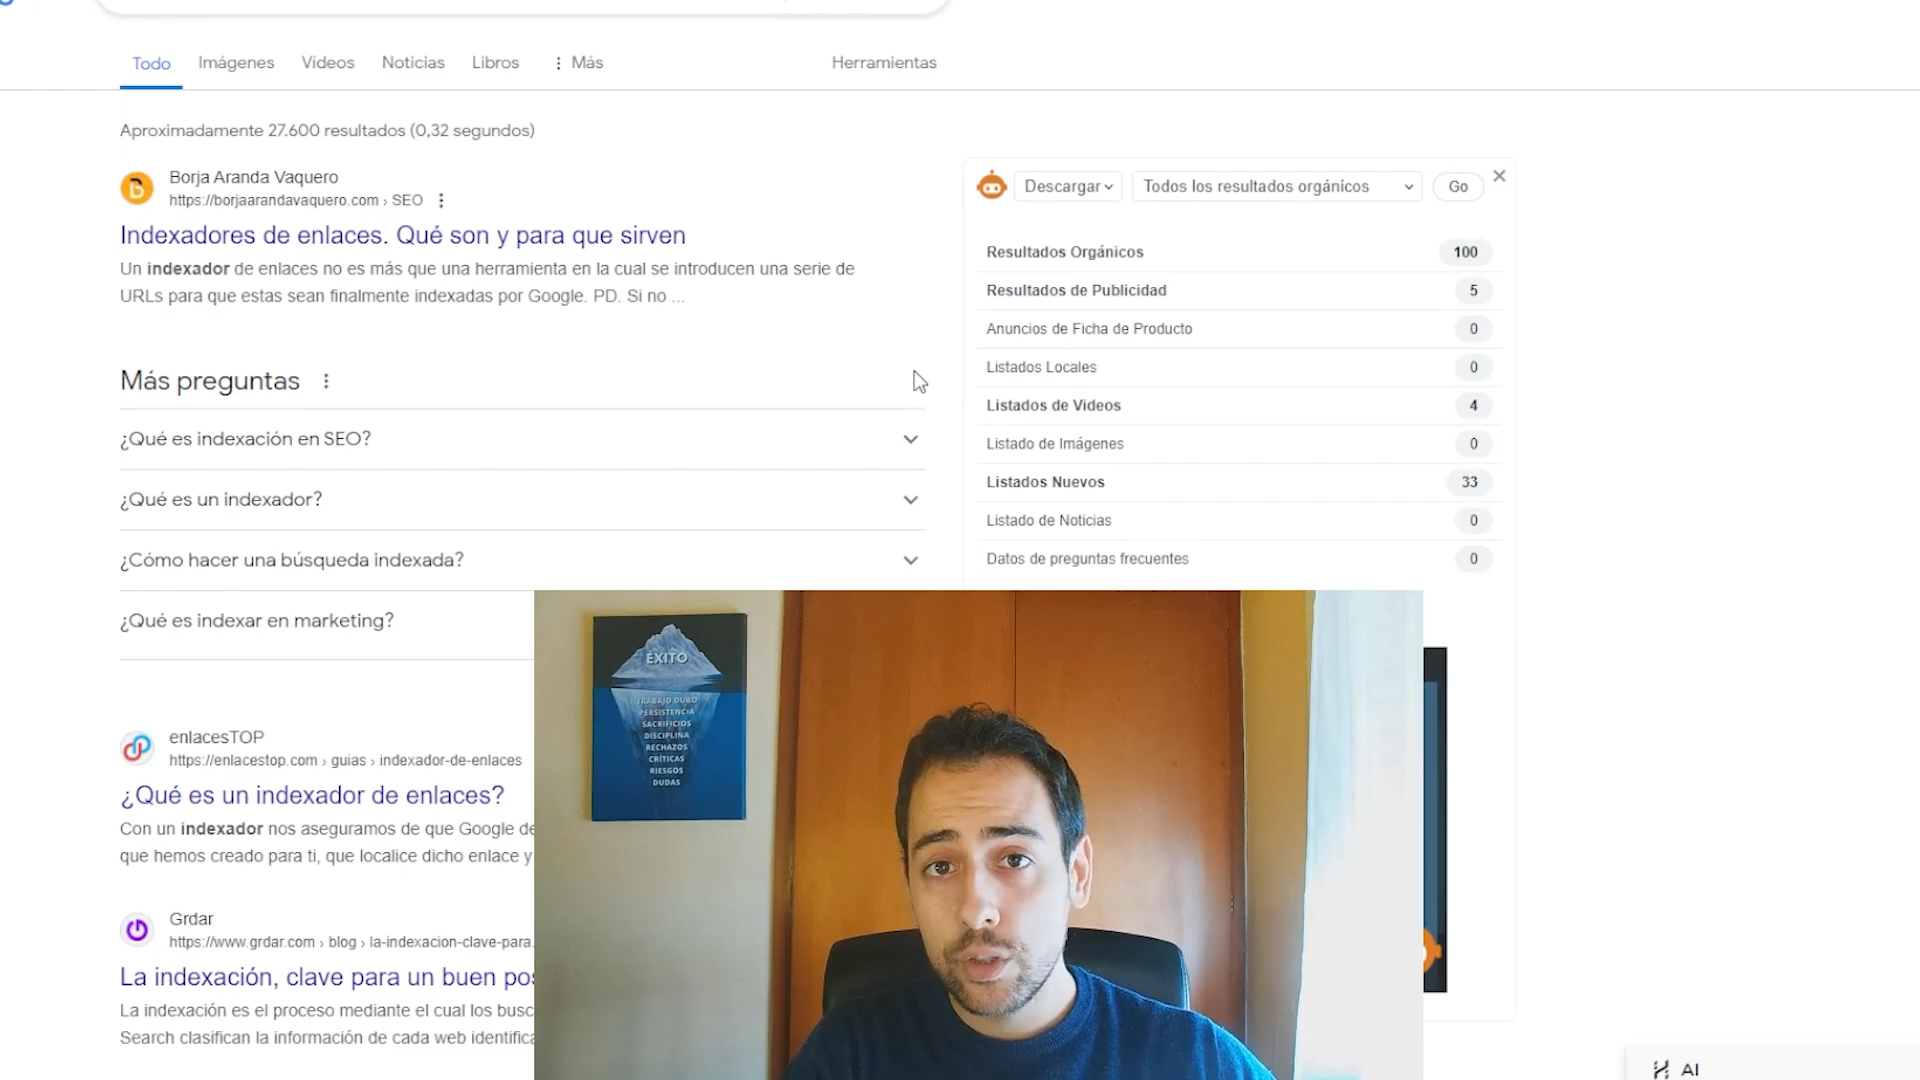 Todo
Imágenes
Vídeos
Noticias
Libros
Más
Herramientas
Aproximadamente 27.600 resultados (0,32 segundos)
Borja Aranda Vaquero
https://borjaarandavaquero.com › SEO
Indexadores de enlaces. Qué son y para que sirven
Un indexador de enlaces no es más que una herramienta en la cual se introducen una serie de
URLs para que estas sean finalmente indexadas por Google. PD. Si no ...
Más preguntas
¿Qué es indexación en SEO?
¿Qué es un indexador?
¿Cómo hacer una búsqueda indexada?
¿Qué es indexar en marketing?
enlacesTOP
https://enlacestop.com › guias › indexador-de-enlaces
¿Qué es un indexador de enlaces?
Con un indexador nos aseguramos de que Google de
que hemos creado para ti, que localice dicho enlace y
Grdar
https://www.grdar.com › blog › la-indexacion-clave-para.
La indexación, clave para un buen pos
La indexación es el proceso mediante el cual los busc
Search clasifican la información de cada web identifica
Descargar
Todos los resultados orgánicos
Go
Resultados Orgánicos 100
Resultados de Publicidad 5
Anuncios de Ficha de Producto 0
Listados Locales 0
Listados de Videos 4
Listado de Imágenes 0
Listados Nuevos 33
Listado de Noticias 0
Datos de preguntas frecuentes 0
ÉXITO
TRABAJO DURO
PERSISTENCIA
SACRIFICIOS
DISCIPLINA
RECHAZOS
CRÍTICAS
RIESGOS
DUDAS
AI